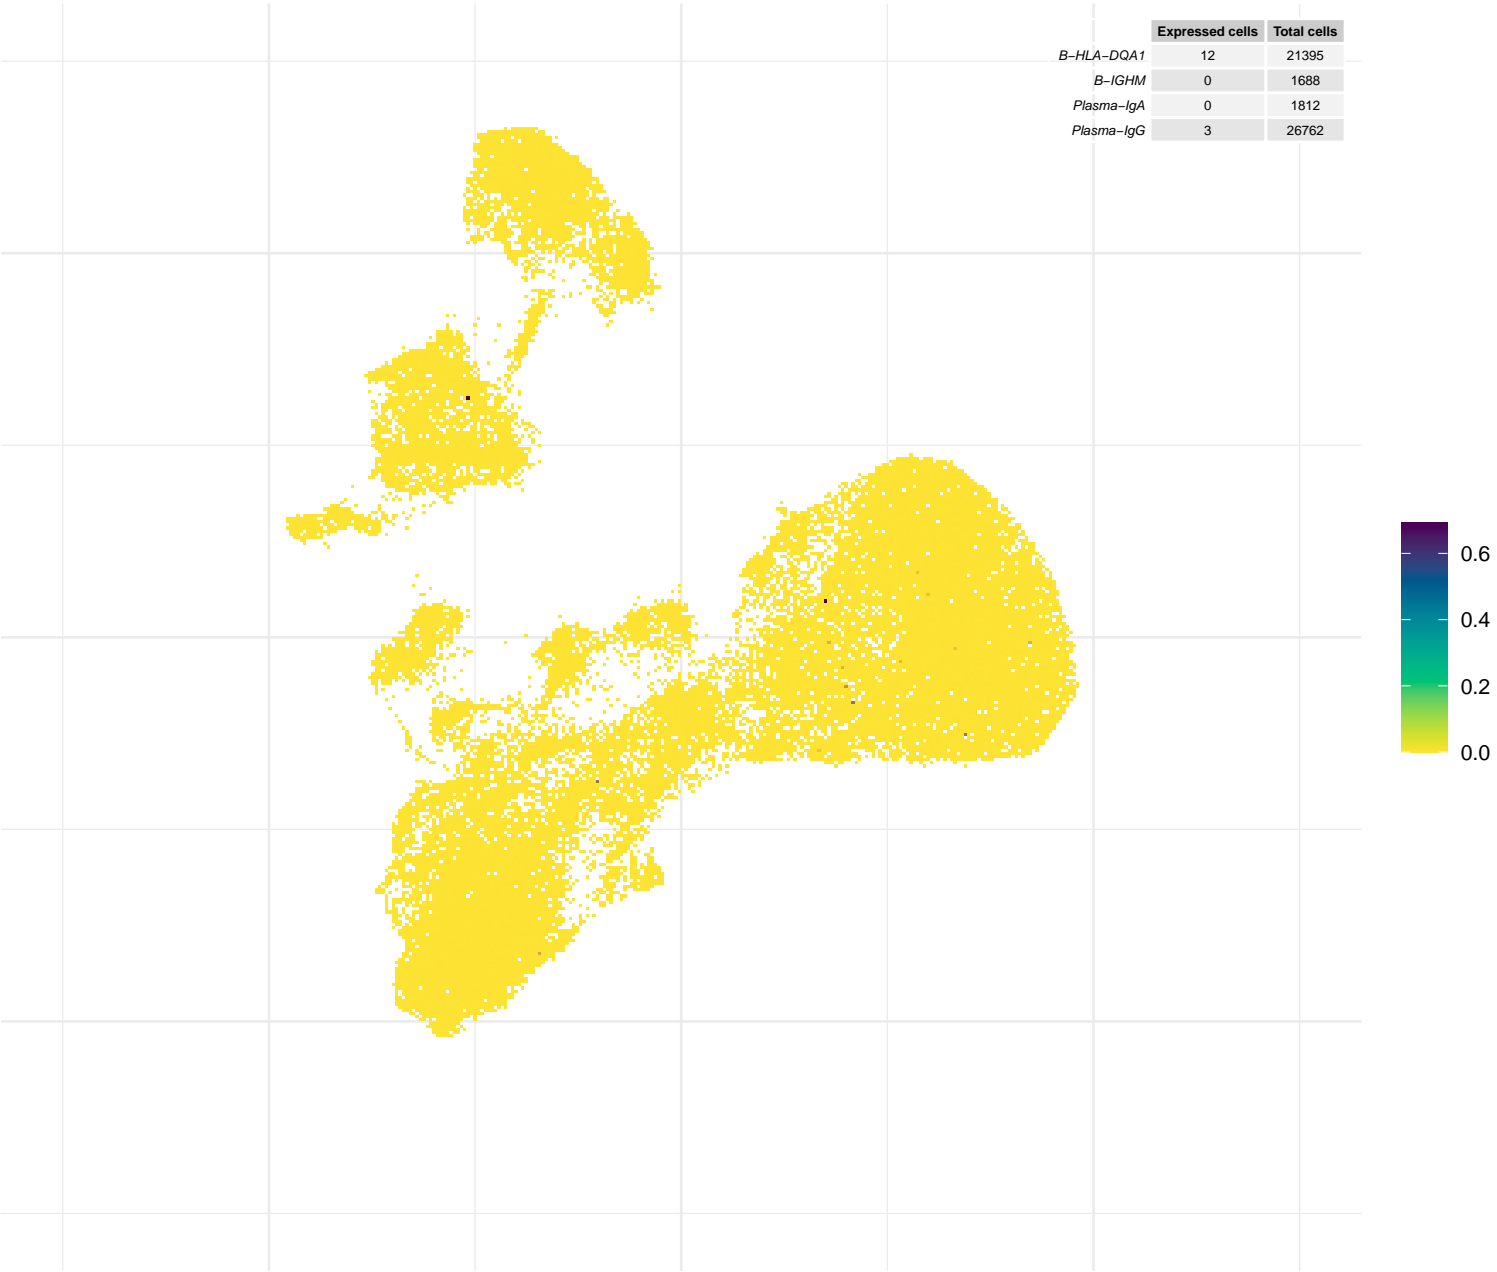 Expressed cells Total cells
B−HLA−DQA1 12 21395
B−IGHM 0 1688
Plasma−IgA 0 1812
Plasma−IgG 3 26762
0.6
0.4
0.2
0.0